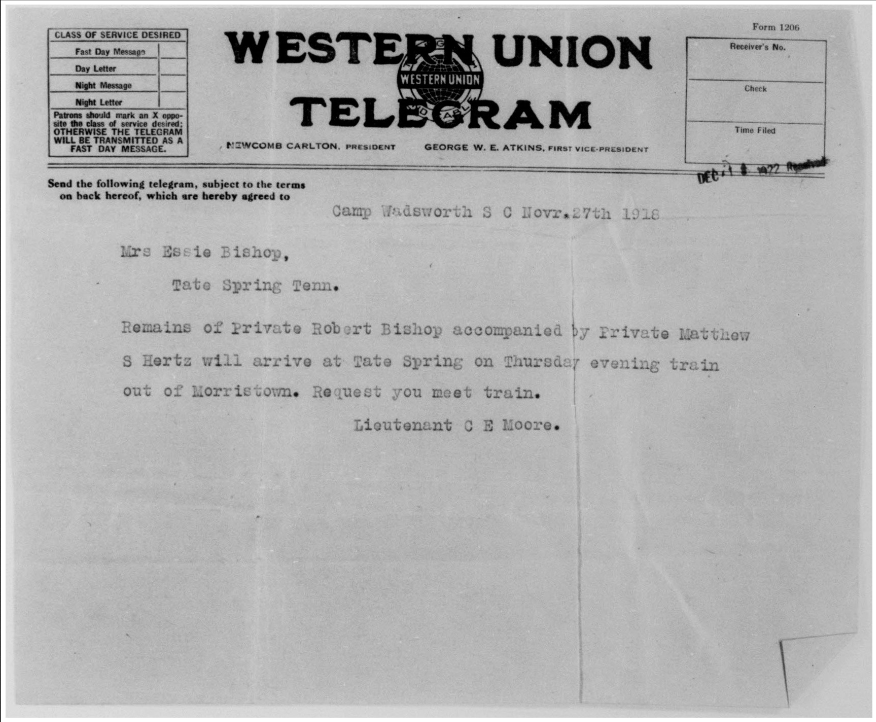 Form 1206
CLASS OF SERVICE DESIRED
Fast Day Message
Day Letter
Night Message
Night Letter
Patrons should mark an X oppo-
site the class of service desired;
OTHERWISE THE TELEGRAM
WILL BE TRANSMITTED AS A
FAST DAY MESSAGE.
WESTERN UNION
WESTERN UNION
TELEGRAM
NEWCOMB CARLTON, PRESIDENT GEORGE W. E. ATKINS, FIRST VICE-PRESIDENT
Receiver's No.
Check
Time Filed
DEC 1922 Received
Send the following telegram, subject to the terms
on back hereof, which are hereby agreed to
Camp Wadsworth S C Novr.27th 1918
Mrs Essie Bishop,
Tate Spring Tenn.
Remains of Private Robert Bishop accompanied by Private Matthew
S Hertz will arrive at Tate Spring on Thursday evening train
out of Morristown. Request you meet train.
Lieutenant C E Moore.